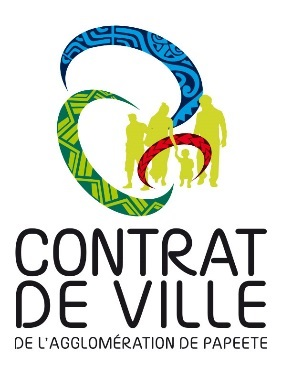 CONTRAT
DE VILLE
DE L'AGGLOMÉRATION DE PAPEETE